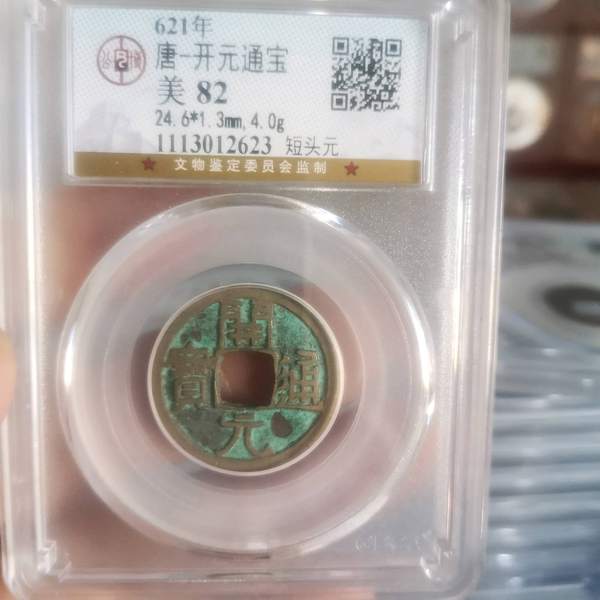 621年
唐-开元通宝
美 82
24.6*1.3mm,4.0g
1113012623 短头元
★ 文物鉴定委员会监制 ★
開
寶 通
元